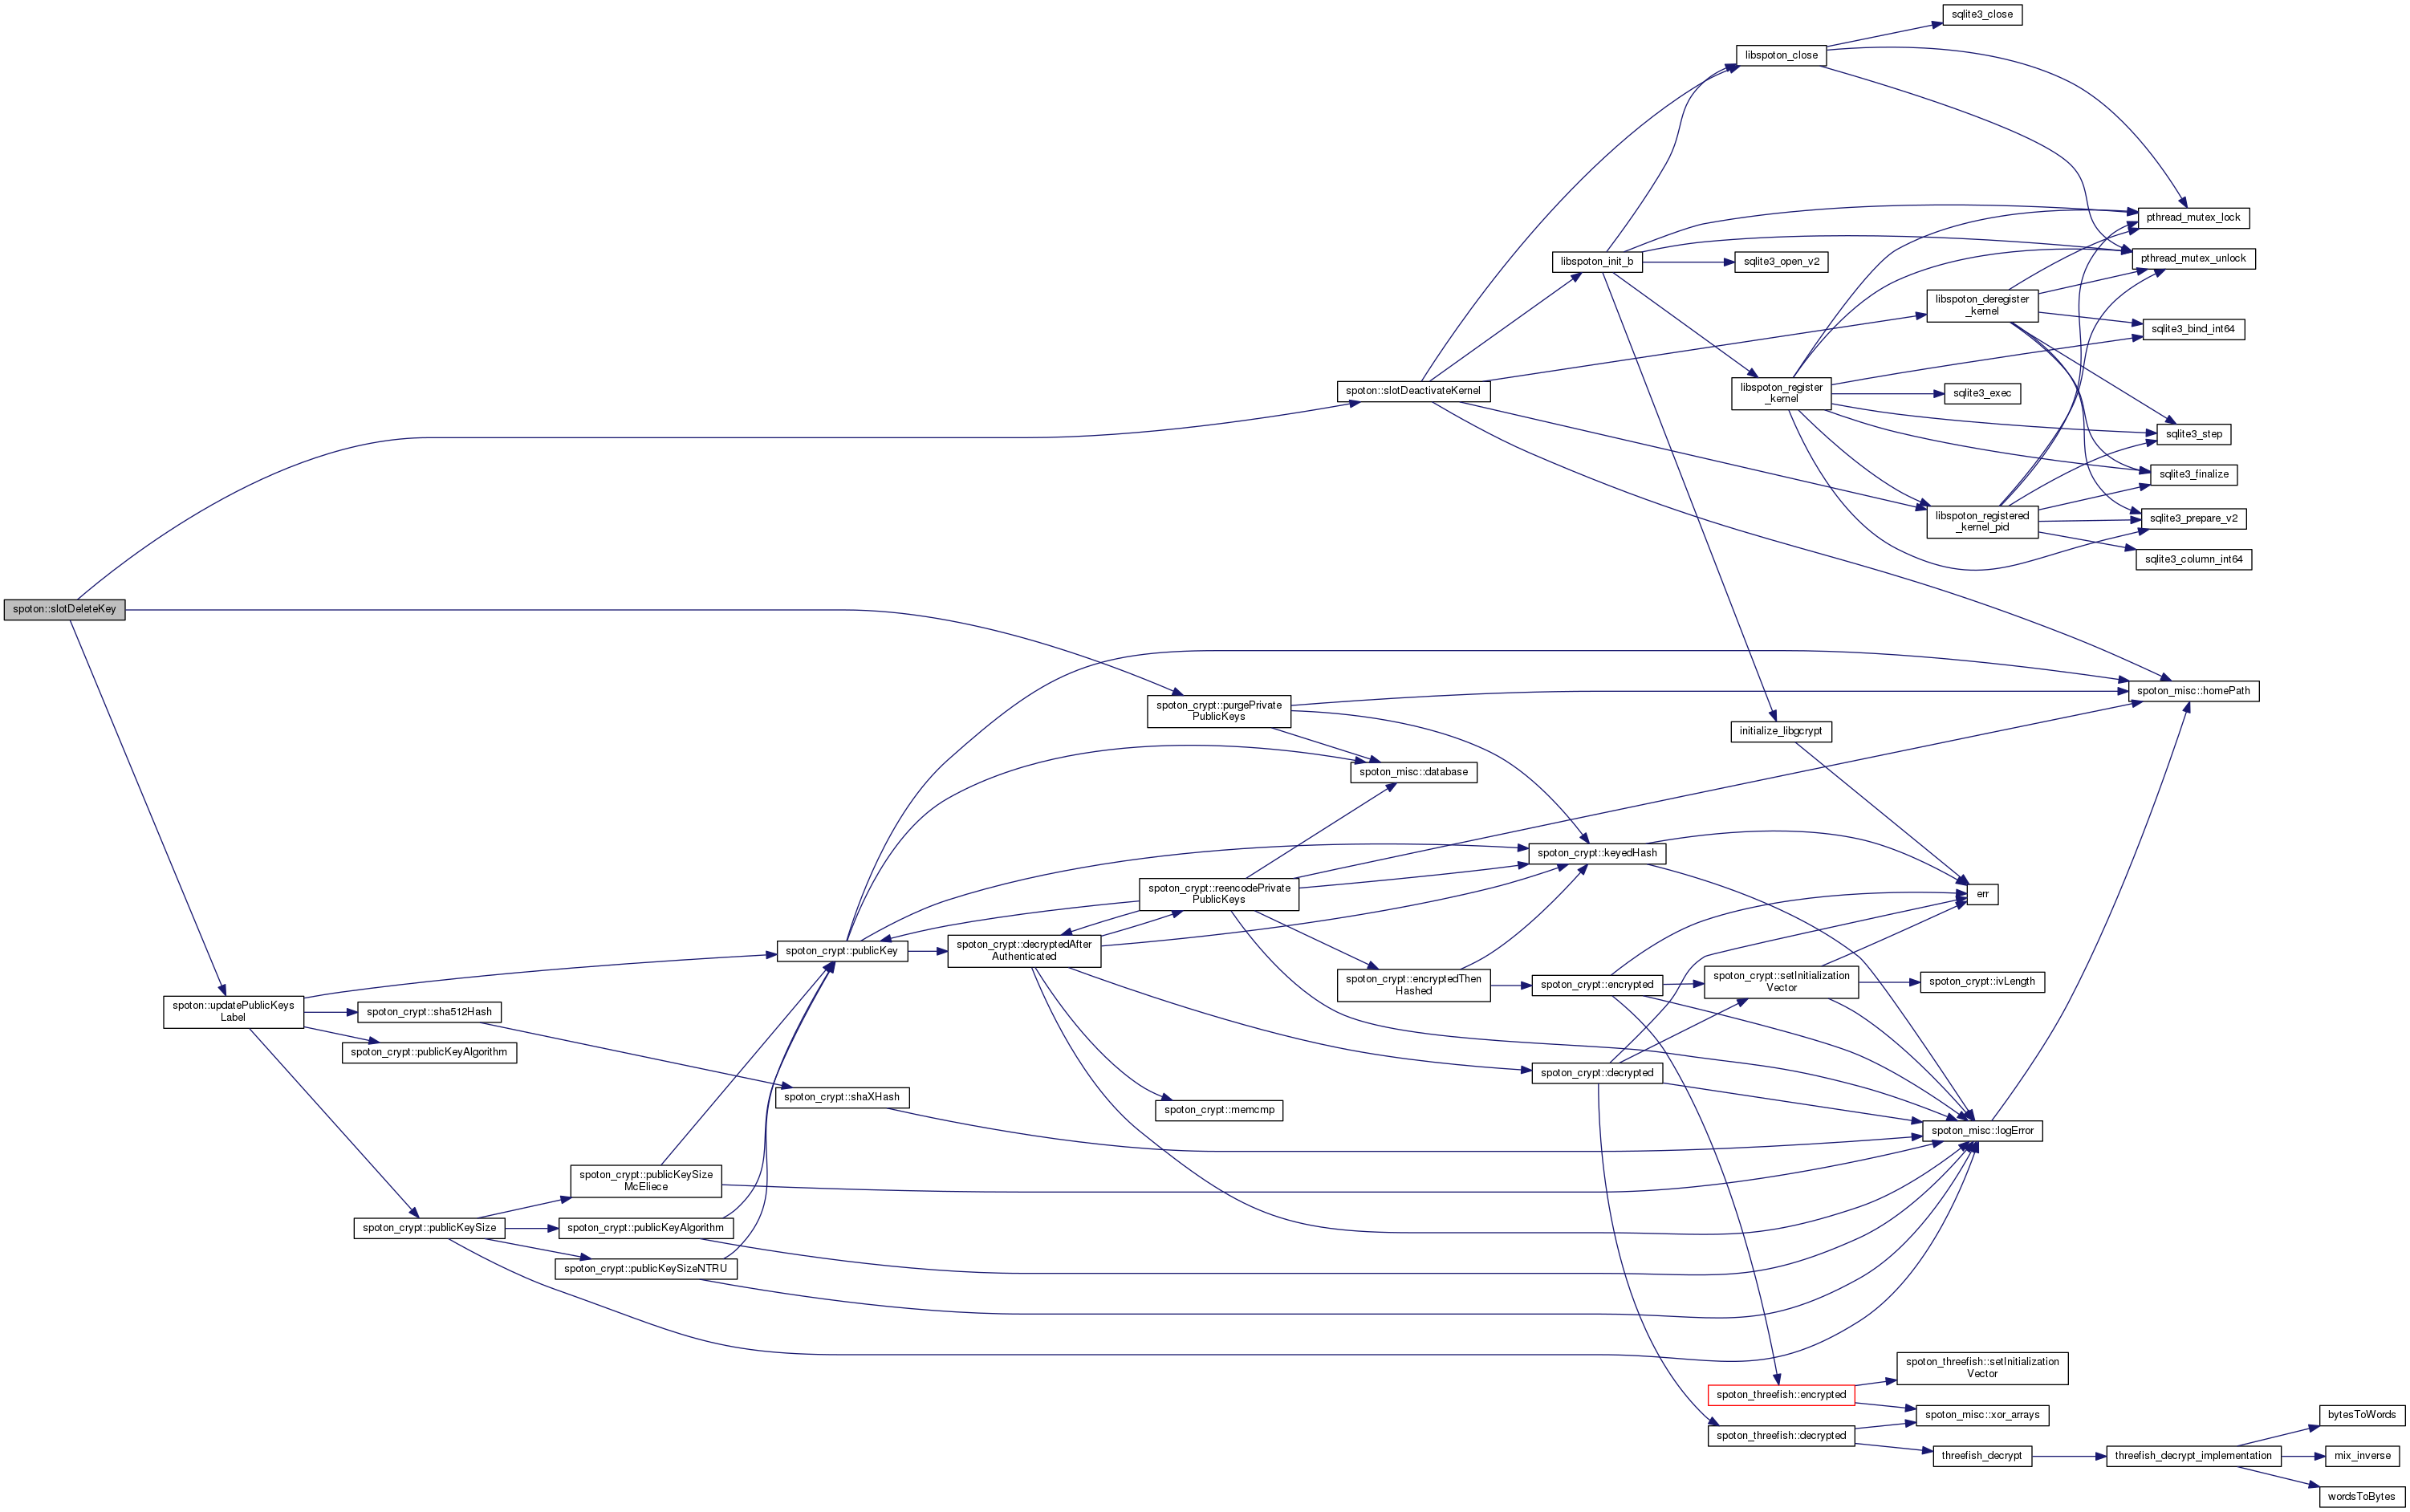 sqlite3_close
libspoton_close
pthread_mutex_lock
pthread_mutex_unlock
libspoton_init_b
sqlite3_open_v2
libspoton_deregister
_kernel
sqlite3_bind_int64
spoton::slotDeactivateKernel
libspoton_register
_kernel
sqlite3_exec
sqlite3_step
sqlite3_finalize
libspoton_registered
_kernel_pid
sqlite3_prepare_v2
sqlite3_column_int64
spoton::slotDeleteKey
spoton_misc::homePath
spoton_crypt::purgePrivate
PublicKeys
initialize_libgcrypt
spoton_misc::database
spoton_crypt::keyedHash
spoton_crypt::reencodePrivate
PublicKeys
err
spoton_crypt::publicKey
spoton_crypt::decryptedAfter
Authenticated
spoton_crypt::encryptedThen
Hashed
spoton_crypt::encrypted
spoton_crypt::setInitialization
Vector
spoton_crypt::ivLength
spoton::updatePublicKeys
Label
spoton_crypt::sha512Hash
spoton_crypt::publicKeyAlgorithm
spoton_crypt::decrypted
spoton_crypt::shaXHash
spoton_crypt::memcmp
spoton_misc::logError
spoton_crypt::publicKeySize
McEliece
spoton_crypt::publicKeySize
spoton_crypt::publicKeyAlgorithm
spoton_crypt::publicKeySizeNTRU
spoton_threefish::setInitialization
Vector
spoton_threefish::encrypted
spoton_misc::xor_arrays
bytesToWords
spoton_threefish::decrypted
threefish_decrypt
threefish_decrypt_implementation
mix_inverse
wordsToBytes